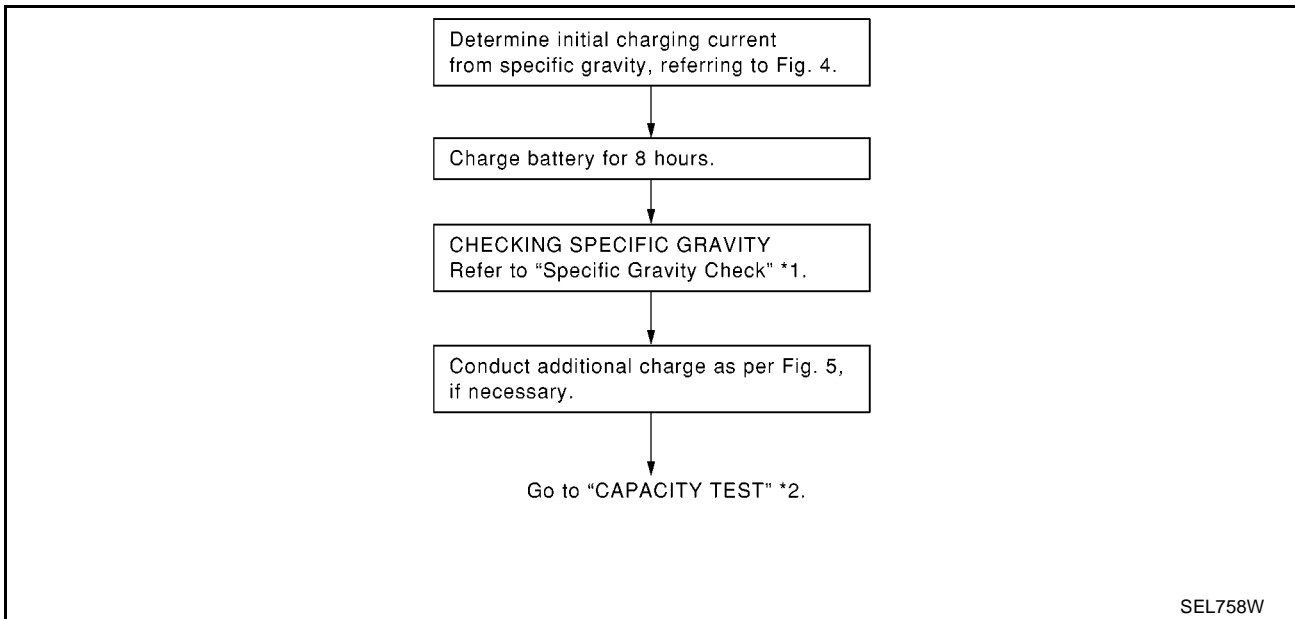 Determine initial charging current
from specific gravity, referring to Fig. 4.
Charge battery for 8 hours.
CHECKING SPECIFIC GRAVITY
Refer to “Specific Gravity Check” *1.
Conduct additional charge as per Fig. 5,
if necessary.
Go to “CAPACITY TEST” *2.
SEL758W